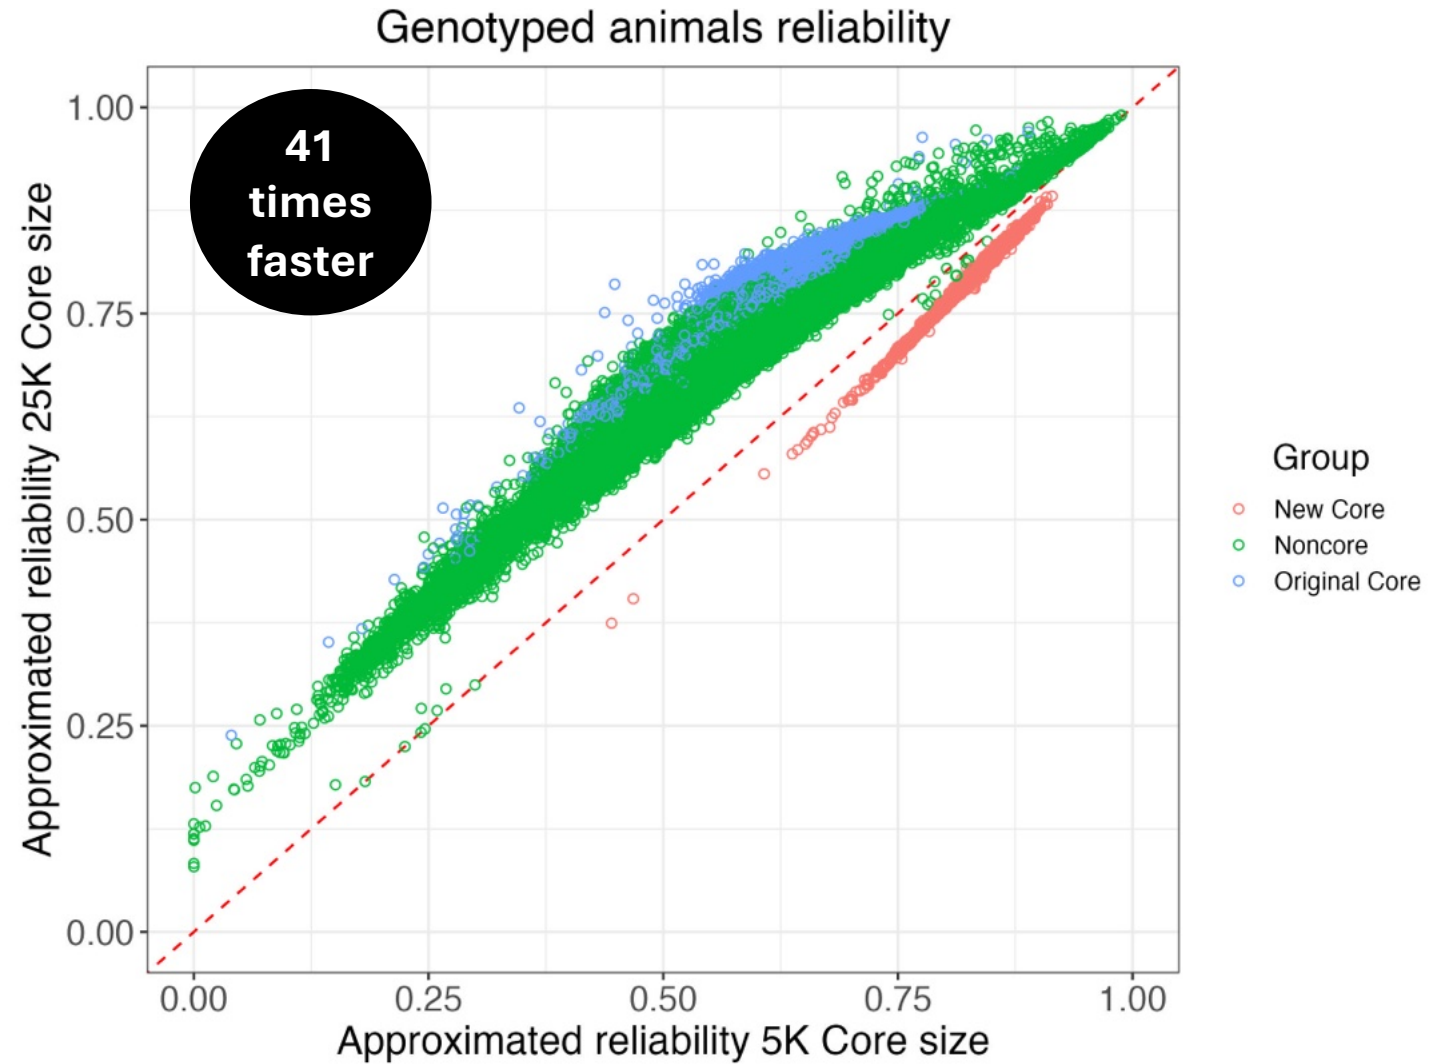 Genotyped animals reliability
41
times
faster
Approximated reliability 25K Core size
1.00
0.75
0.50
0.25
0.00
0.00 0.25 0.50 0.75 1.00
Approximated reliability 5K Core size
Group
New Core
Noncore
Original Core